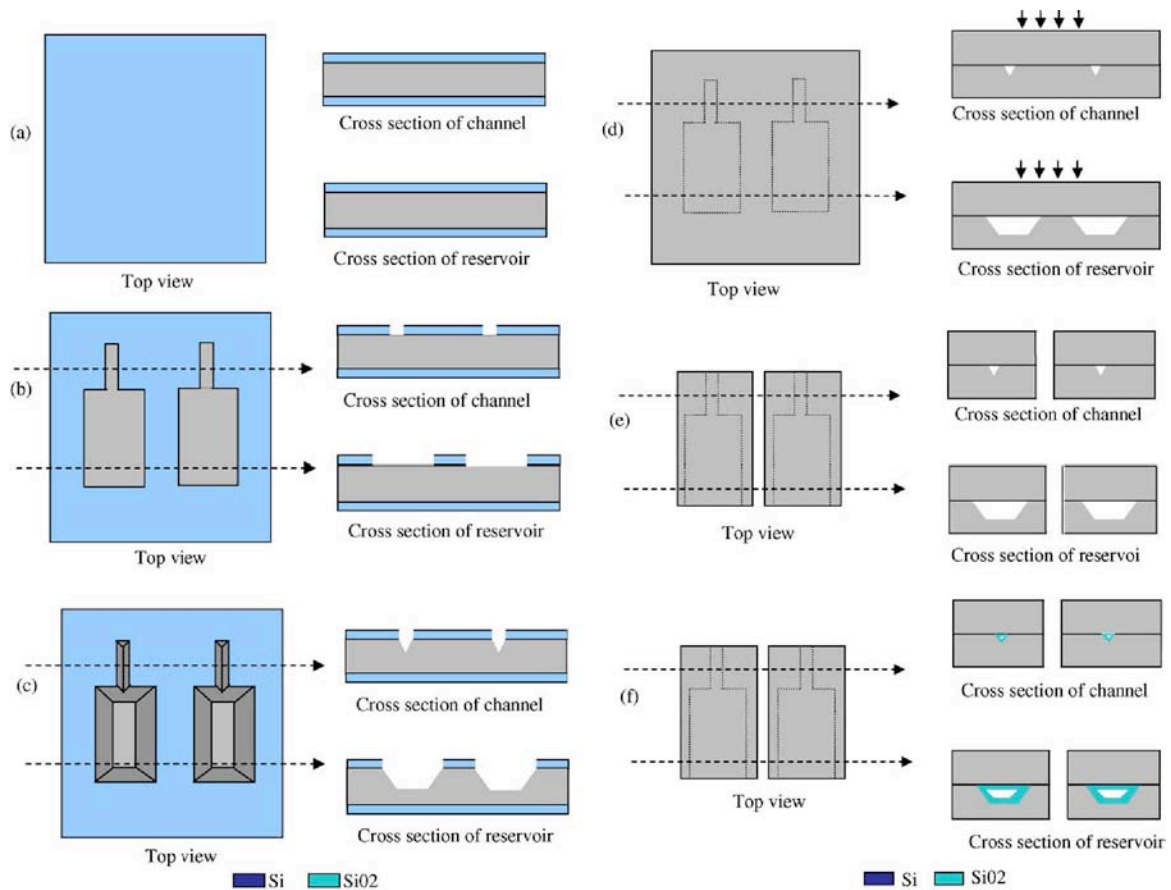 (a)
Top view
Cross section of channel
Cross section of reservoir
(b)
Top view
Cross section of channel
Cross section of reservoir
(c)
Top view
Cross section of channel
Cross section of reservoir
Si SiO2
(d)
Top view
Cross section of channel
Cross section of reservoir
(e)
Top view
Cross section of channel
Cross section of reservoi
(f)
Top view
Cross section of channel
Cross section of reservoir
Si Si02